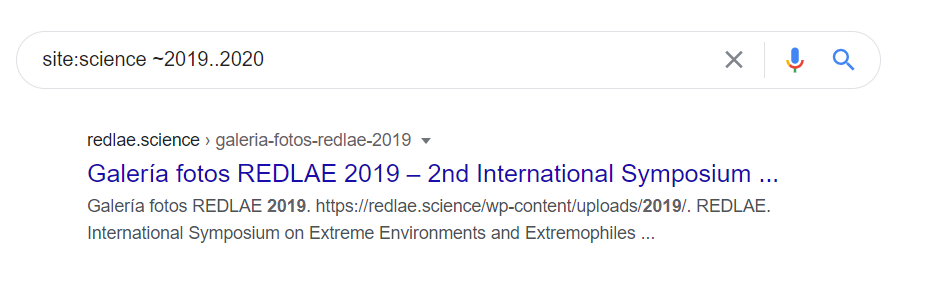 site:science ~2019..2020
redlae.science › galeria-fotos-redlae-2019
Galería fotos REDLAE 2019 – 2nd International Symposium ...
Galería fotos REDLAE 2019. https://redlae.science/wp-content/uploads/2019/. REDLAE.
International Symposium on Extreme Environments and Extremophiles ...